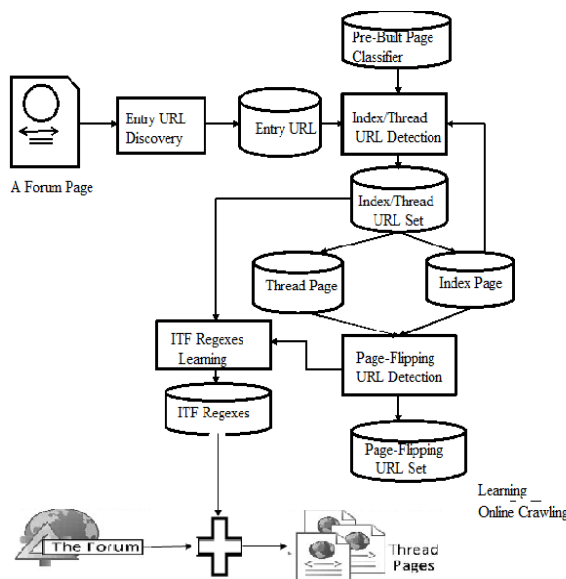 Pre-Built Page
Classifier
Entry URL
Discovery
Entry URL
Index/Thread
URL Detection
A Forum Page
Index/Thread
URL Set
Thread Page
Index Page
ITF Regexes
Learning
Page-Flipping
URL Detection
ITF Regexes
Page-Flipping
URL Set
Learning
Online Crawling
The Forum
Thread
Pages